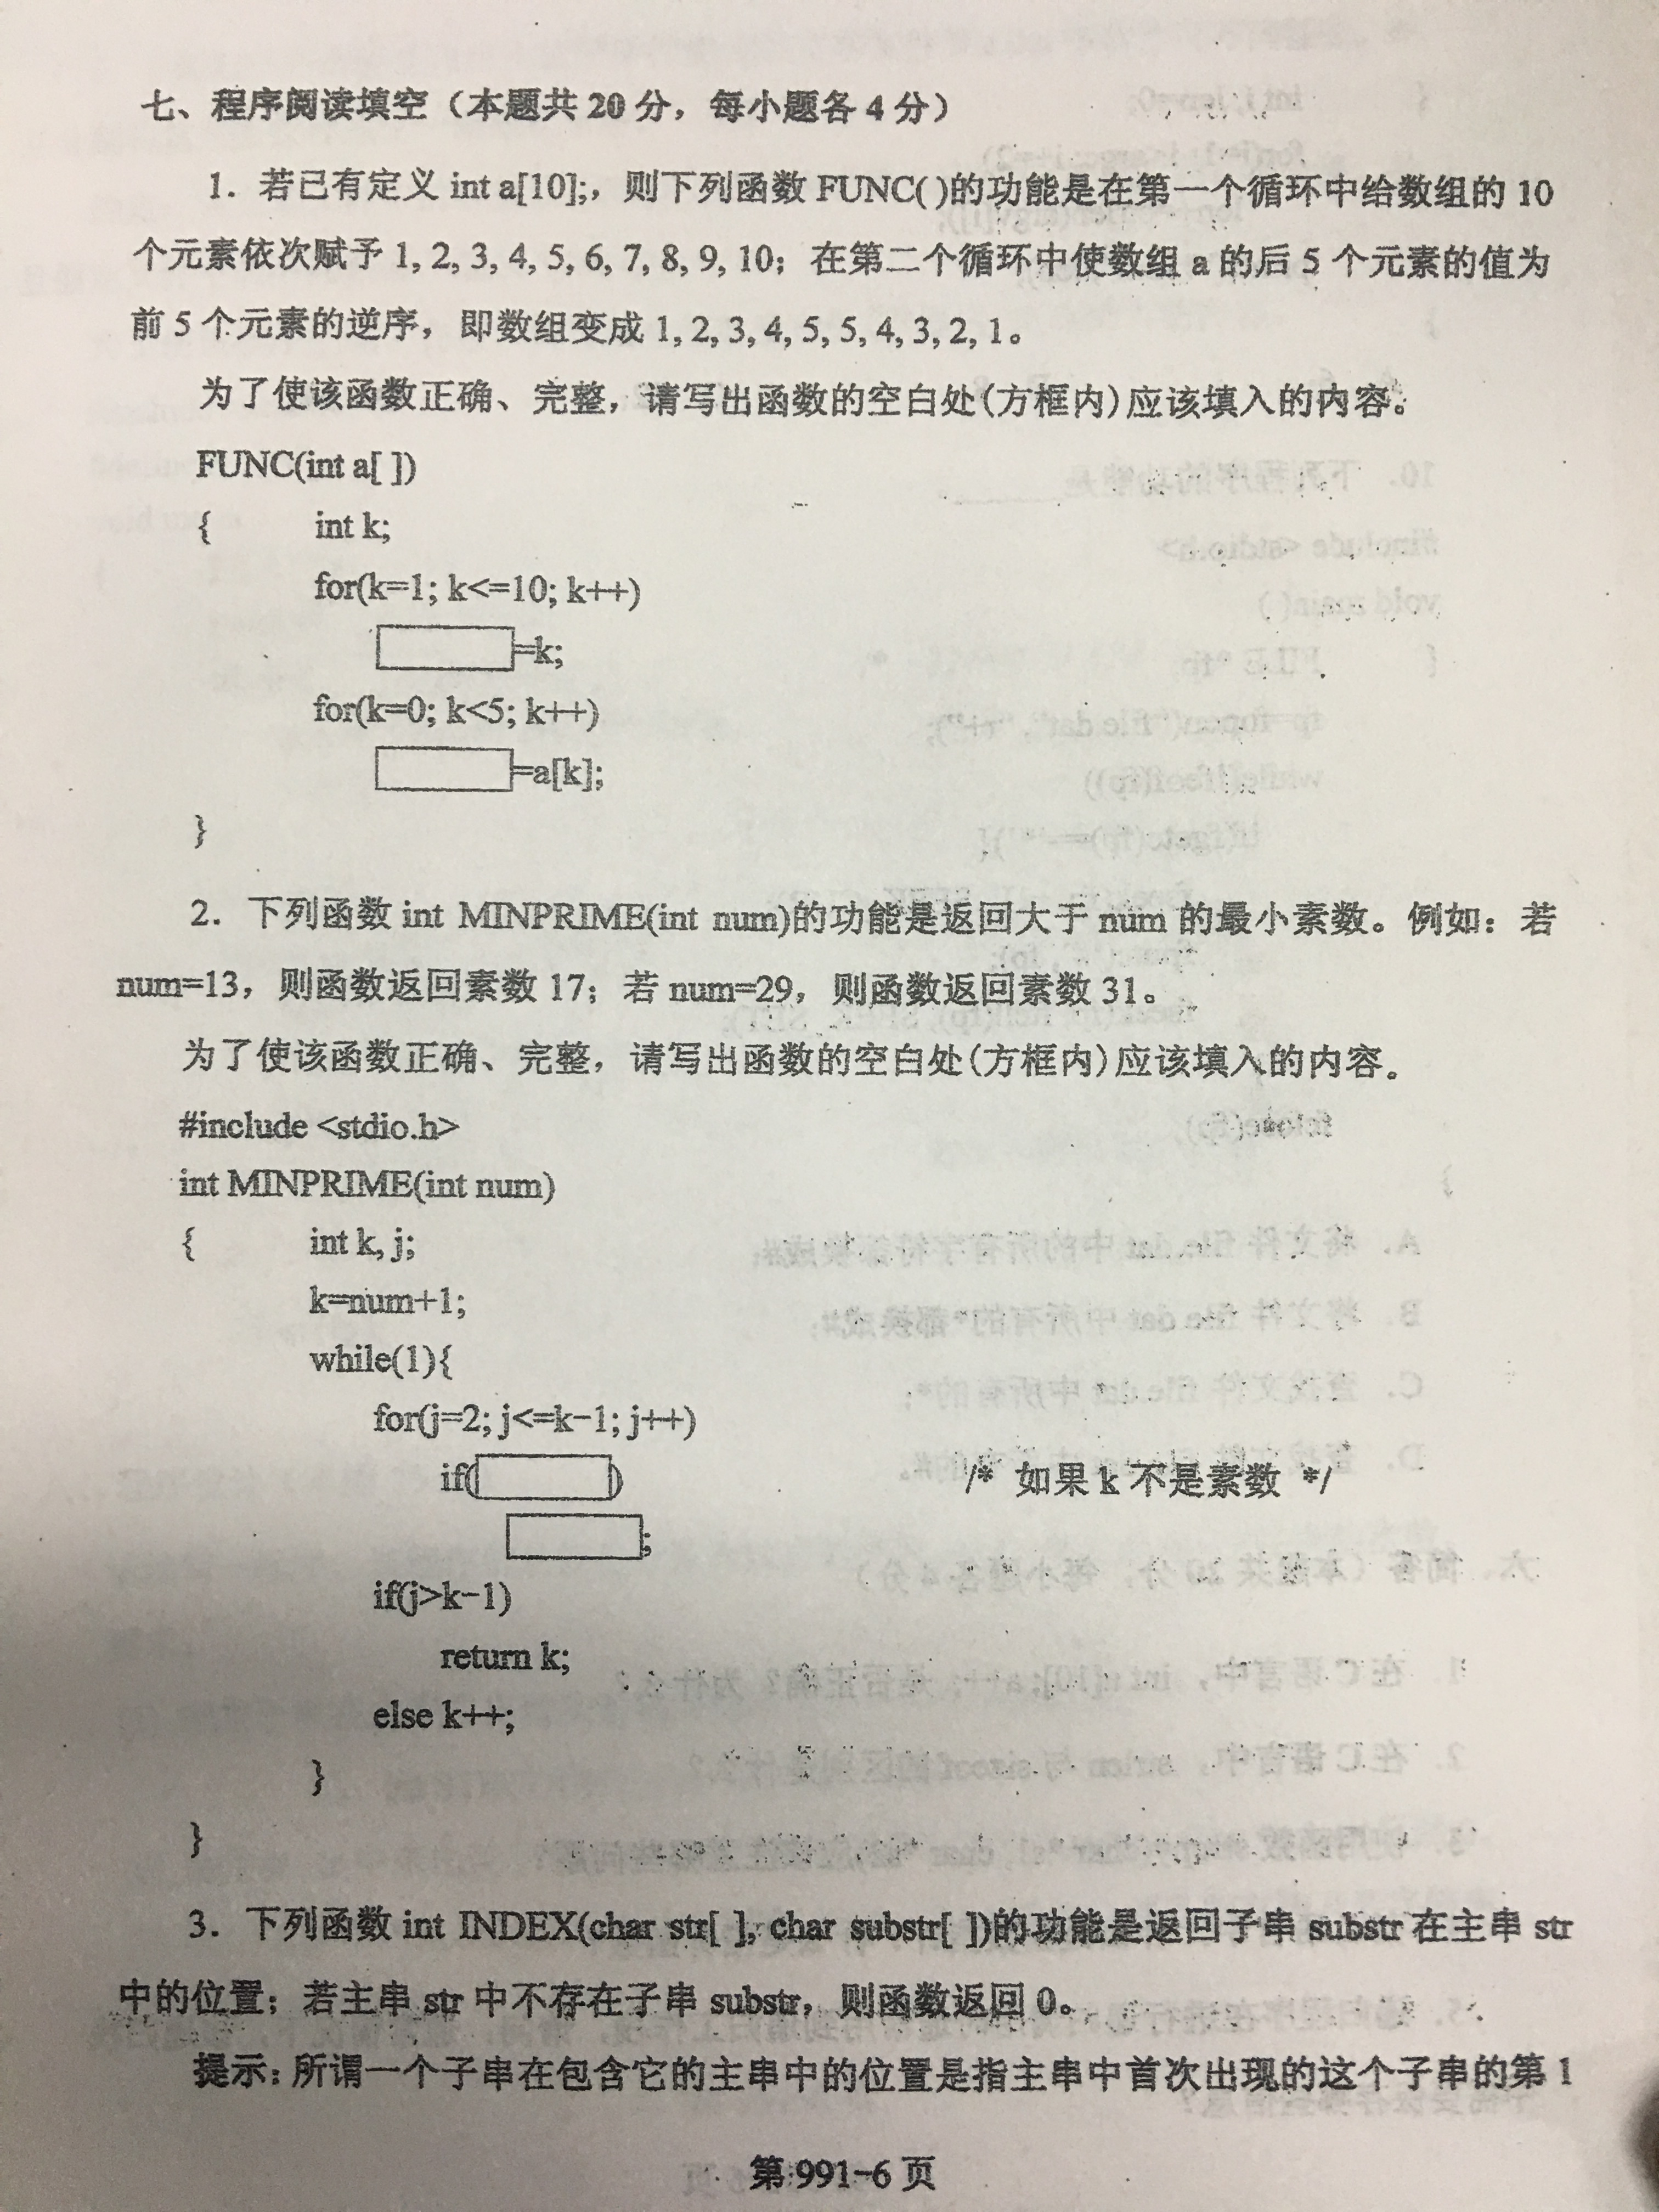 七、程序阅读填空（本题共 20 分，每小题各 4 分）
1．若已有定义 int a[10];，则下列函数 FUNC( )的功能是在第一个循环中给数组的 10
个元素依次赋予 1, 2, 3, 4, 5, 6, 7, 8, 9, 10；在第二个循环中使数组 a 的后 5 个元素的值为
前 5 个元素的逆序，即数组变成 1, 2, 3, 4, 5, 5, 4, 3, 2, 1。
为了使该函数正确、完整，请写出函数的空白处(方框内)应该填入的内容。
FUNC(int a[ ])
{ int k;
for(k=1; k<=10; k++)
=k;
for(k=0; k<5; k++)
=a[k];
}
2．下列函数 int MINPRIME(int num)的功能是返回大于 num 的最小素数。例如：若
num=13，则函数返回素数 17；若 num=29，则函数返回素数 31。
为了使该函数正确、完整，请写出函数的空白处(方框内)应该填入的内容。
#include <stdio.h>
int MINPRIME(int num)
{ int k, j;
k=num+1;
while(1){
for(j=2; j<=k-1; j++)
if( ) /* 如果 k 不是素数 */
;
if(j>k-1)
return k;
else k++;
}
}
3．下列函数 int INDEX(char str[ ], char substr[ ])的功能是返回子串 substr 在主串 str
中的位置；若主串 str 中不存在子串 substr，则函数返回 0。
提示：所谓一个子串在包含它的主串中的位置是指主串中首次出现的这个子串的第 1
第 991-6 页